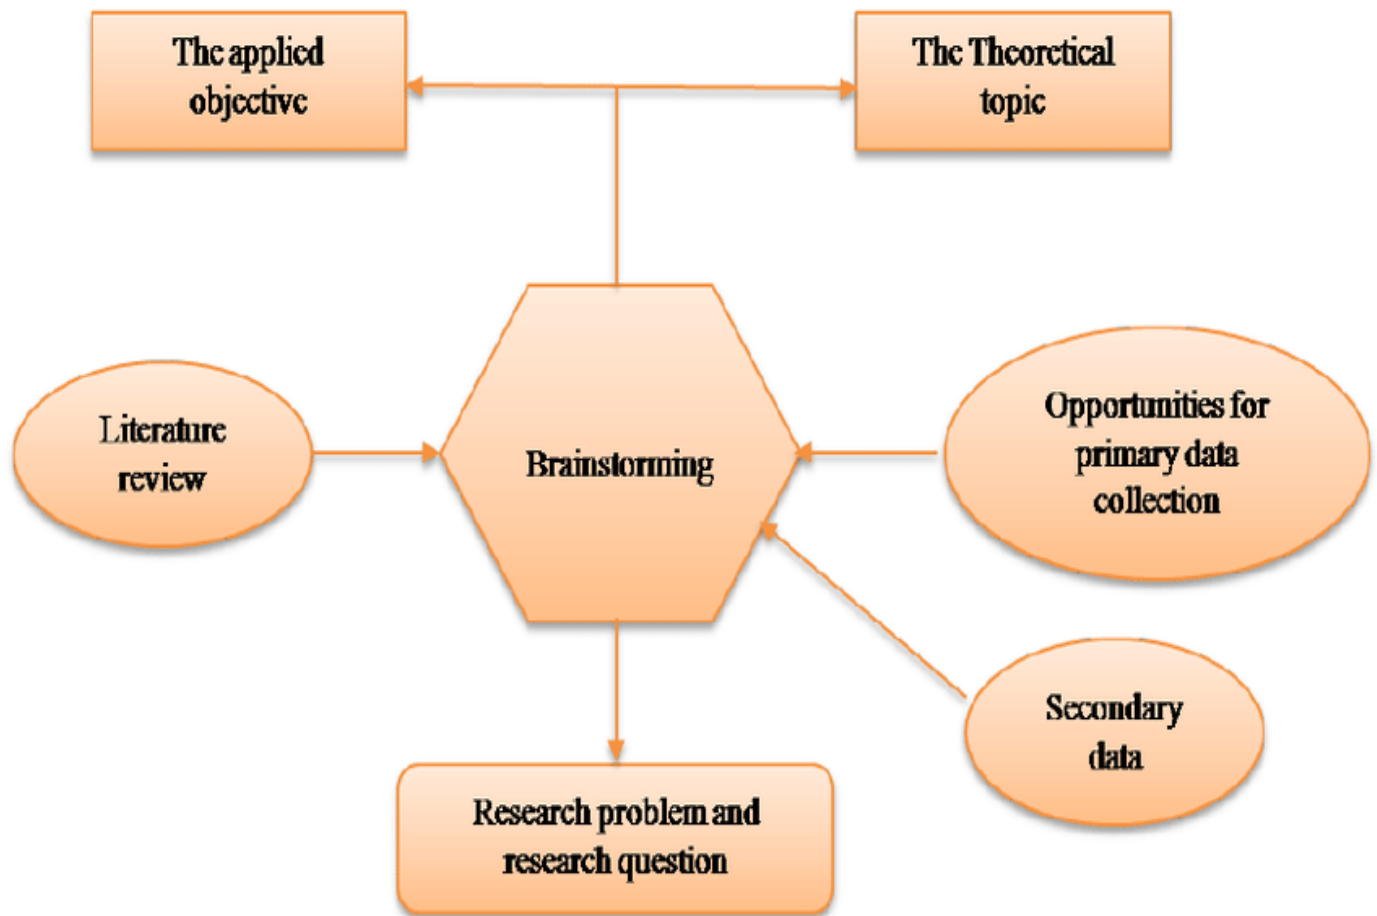 The applied
objective
The Theoretical
topic
Literature
review
Brainstorming
Opportunities for
primary data
collection
Secondary
data
Research problem and
research question